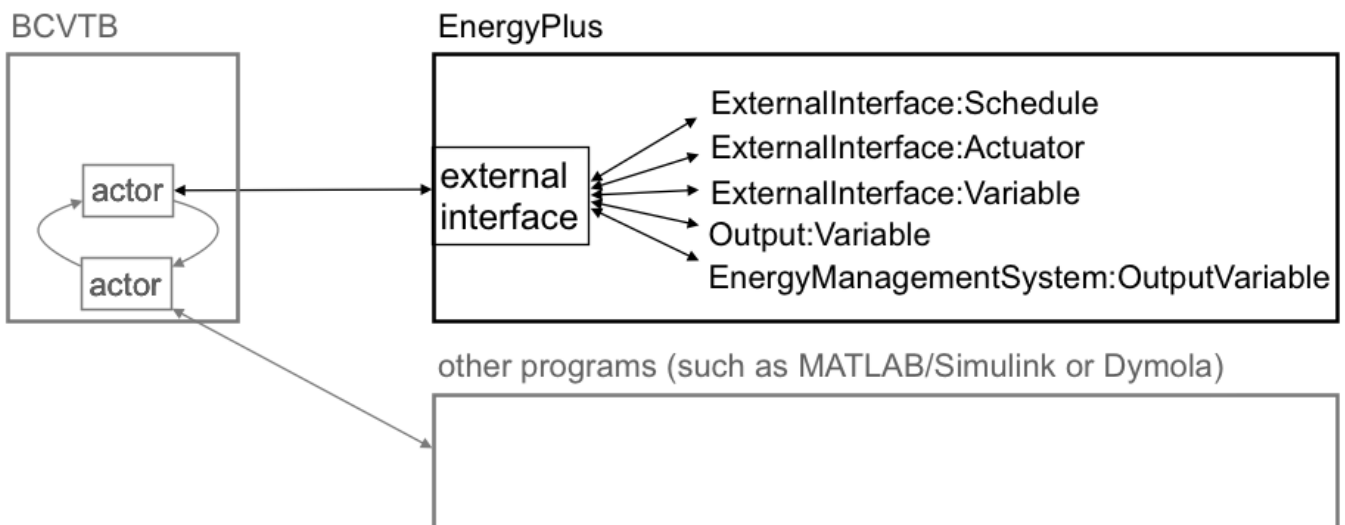 BCVTB
EnergyPlus
ExternalInterface:Schedule
ExternalInterface:Actuator
ExternalInterface:Variable
Output:Variable
EnergyManagementSystem:OutputVariable
external
interface
actor
actor
other programs (such as MATLAB/Simulink or Dymola)